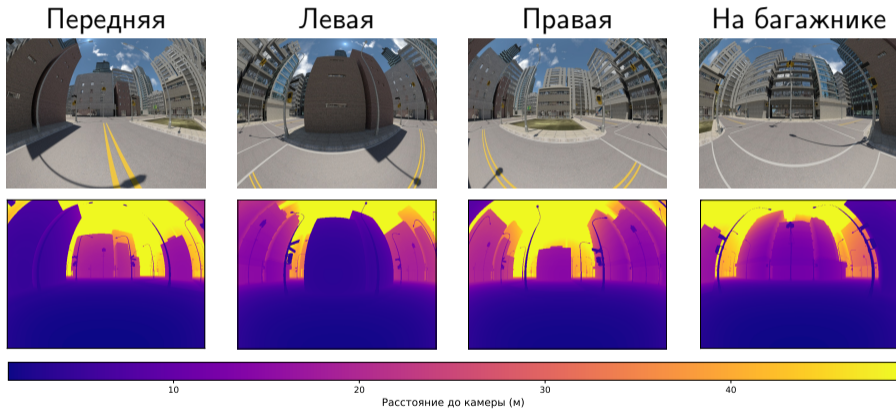 Передняя
Левая
Правая
На багажнике
10
20
30
40
Расстояние до камеры (м)